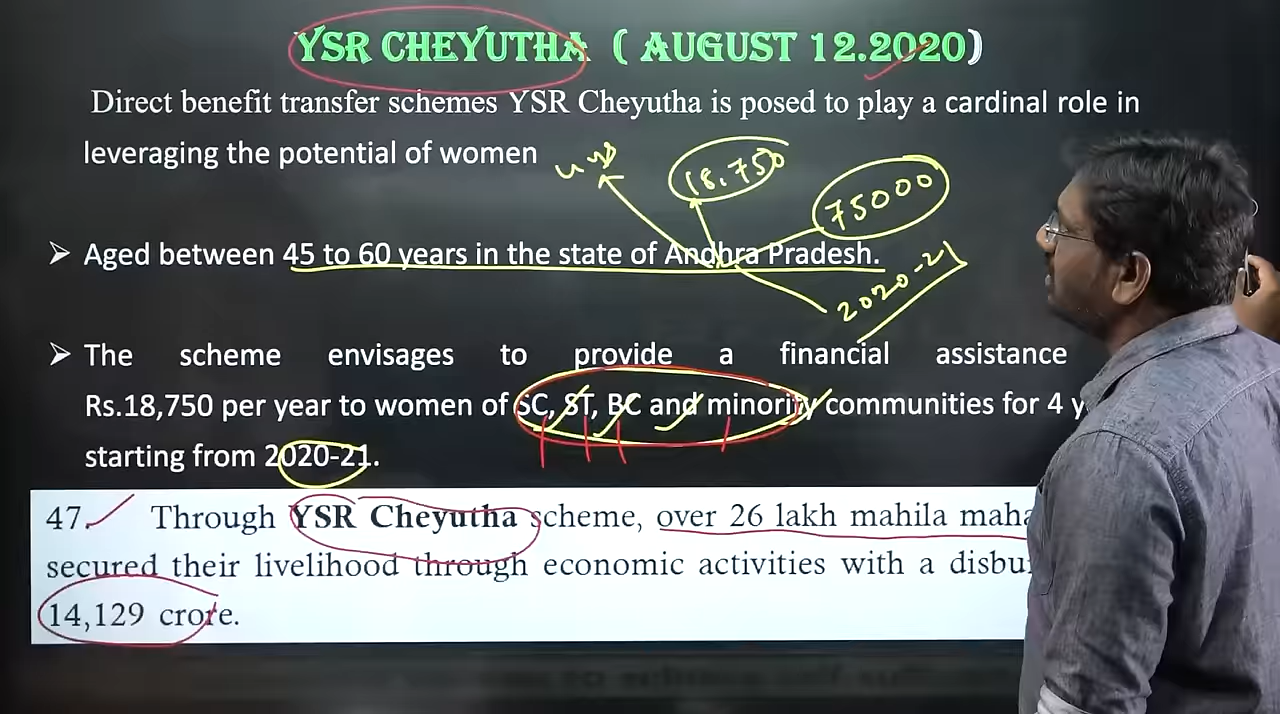 YSR CHEYUTHA ( AUGUST 12.2020)
Direct benefit transfer schemes YSR Cheyutha is posed to play a cardinal role in
leveraging the potential of women
18.750
75000
➢ Aged between 45 to 60 years in the state of Andhra Pradesh.
2020-21
➢ The scheme envisages to provide a financial assistance
Rs.18,750 per year to women of SC, ST, BC and minority communities for 4 y
starting from 2020-21.
47. Through YSR Cheyutha scheme, over 26 lakh mahila maha
secured their livelihood through economic activities with a disbu
14,129 crore.